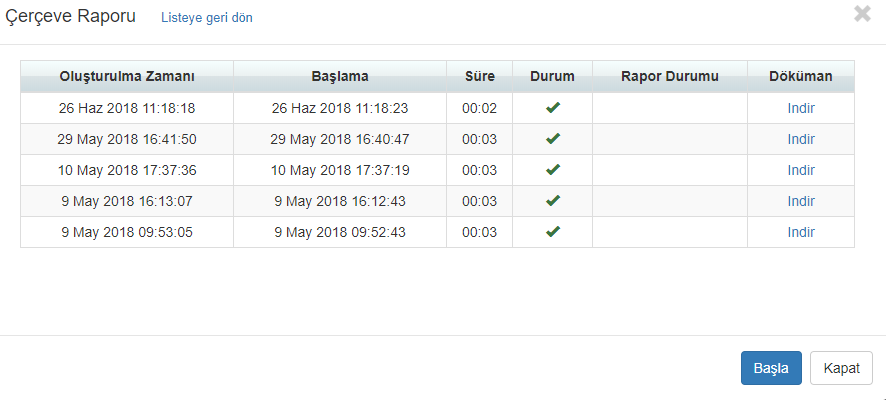 Çerçeve Raporu Listeye geri dön
Oluşturulma Zamanı Başlama Süre Durum Rapor Durumu Döküman
26 Haz 2018 11:18:18 26 Haz 2018 11:18:23 00:02 Indir
29 May 2018 16:41:50 29 May 2018 16:40:47 00:03 Indir
10 May 2018 17:37:36 10 May 2018 17:37:19 00:03 Indir
9 May 2018 16:13:07 9 May 2018 16:12:43 00:03 Indir
9 May 2018 09:53:05 9 May 2018 09:52:43 00:03 Indir
Başla Kapat